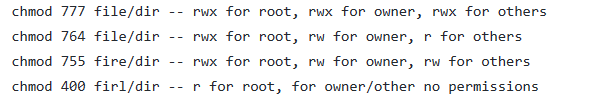 chmod 777 file/dir -- rwx for root, rwx for owner, rwx for others
chmod 764 file/dir -- rwx for root, rw for owner, r for others
chmod 755 fire/dir -- rwx for root, rw for owner, rw for others
chmod 400 firl/dir -- r for root, for owner/other no permissions